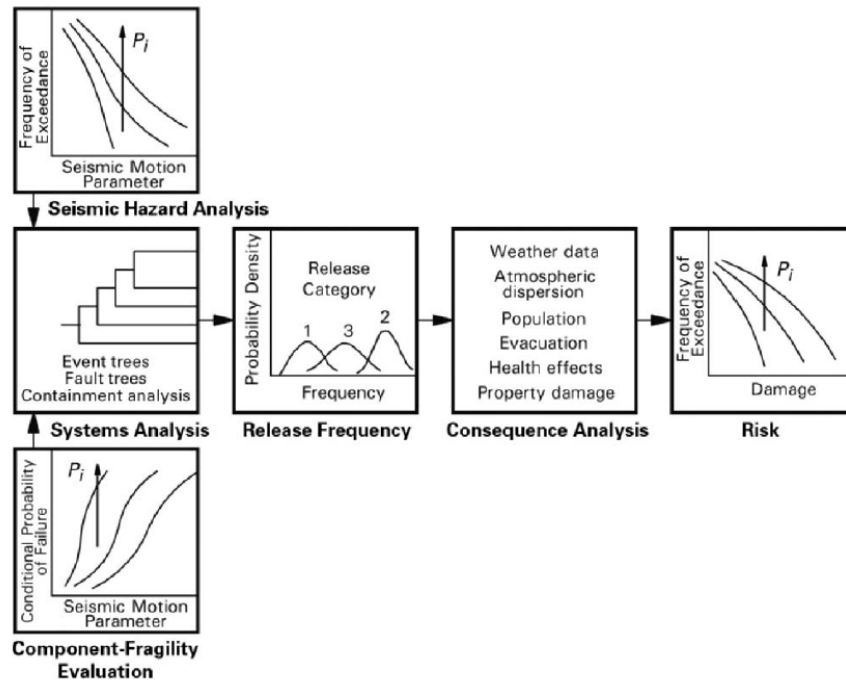 Frequency of
Exceedance
Pi
Seismic Motion
Parameter
Seismic Hazard Analysis
Event trees
Fault trees
Containment analysis
Systems Analysis
Probability Density
Release
Category
1
3
2
Frequency
Release Frequency
Weather data
Atmospheric
dispersion
Population
Evacuation
Health effects
Property damage
Consequence Analysis
Frequency of
Exceedance
Pi
Damage
Risk
Conditional Probability
of Failure
Pi
Seismic Motion
Parameter
Component-Fragility
Evaluation